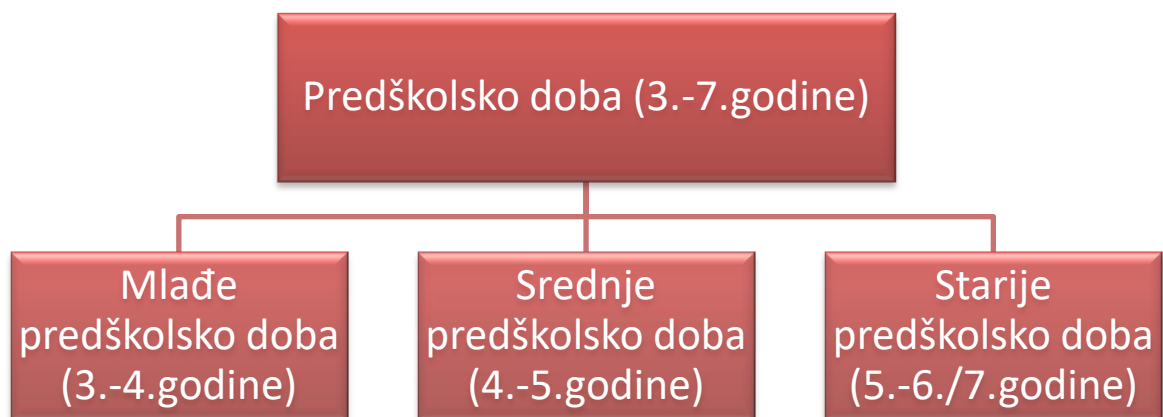 Predškolsko doba (3.-7.godine)
Mlađe
predškolsko doba
(3.-4.godine)
Srednje
predškolsko doba
(4.-5.godine)
Starije
predškolsko doba
(5.-6./7.godine)